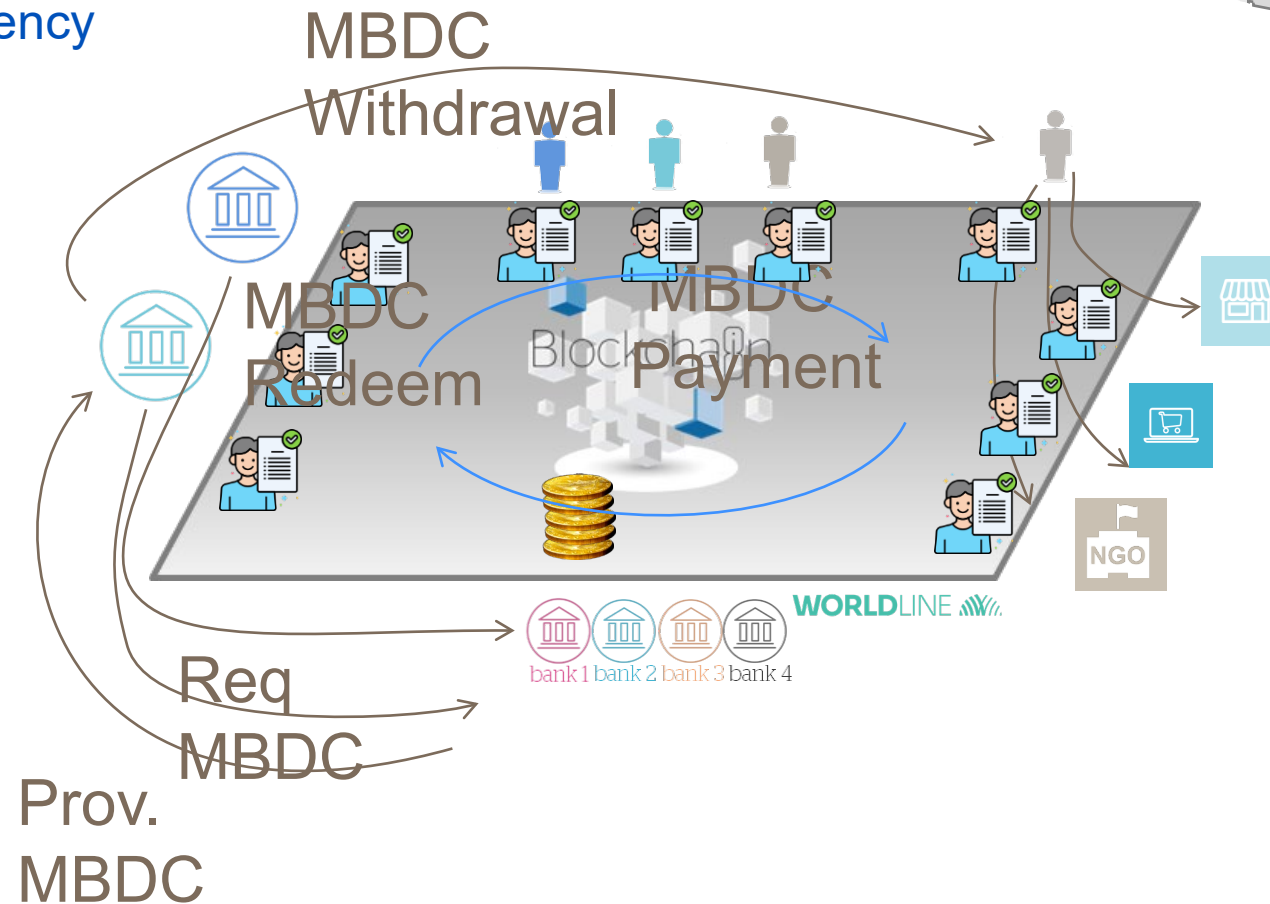 ency
MBDC
Withdrawal
MBDC
Redeem
MBDC
Payment
Blockchain
NGO
WORLDLINE
bank 1 bank 2 bank 3 bank 4
Req
MBDC
Prov.
MBDC